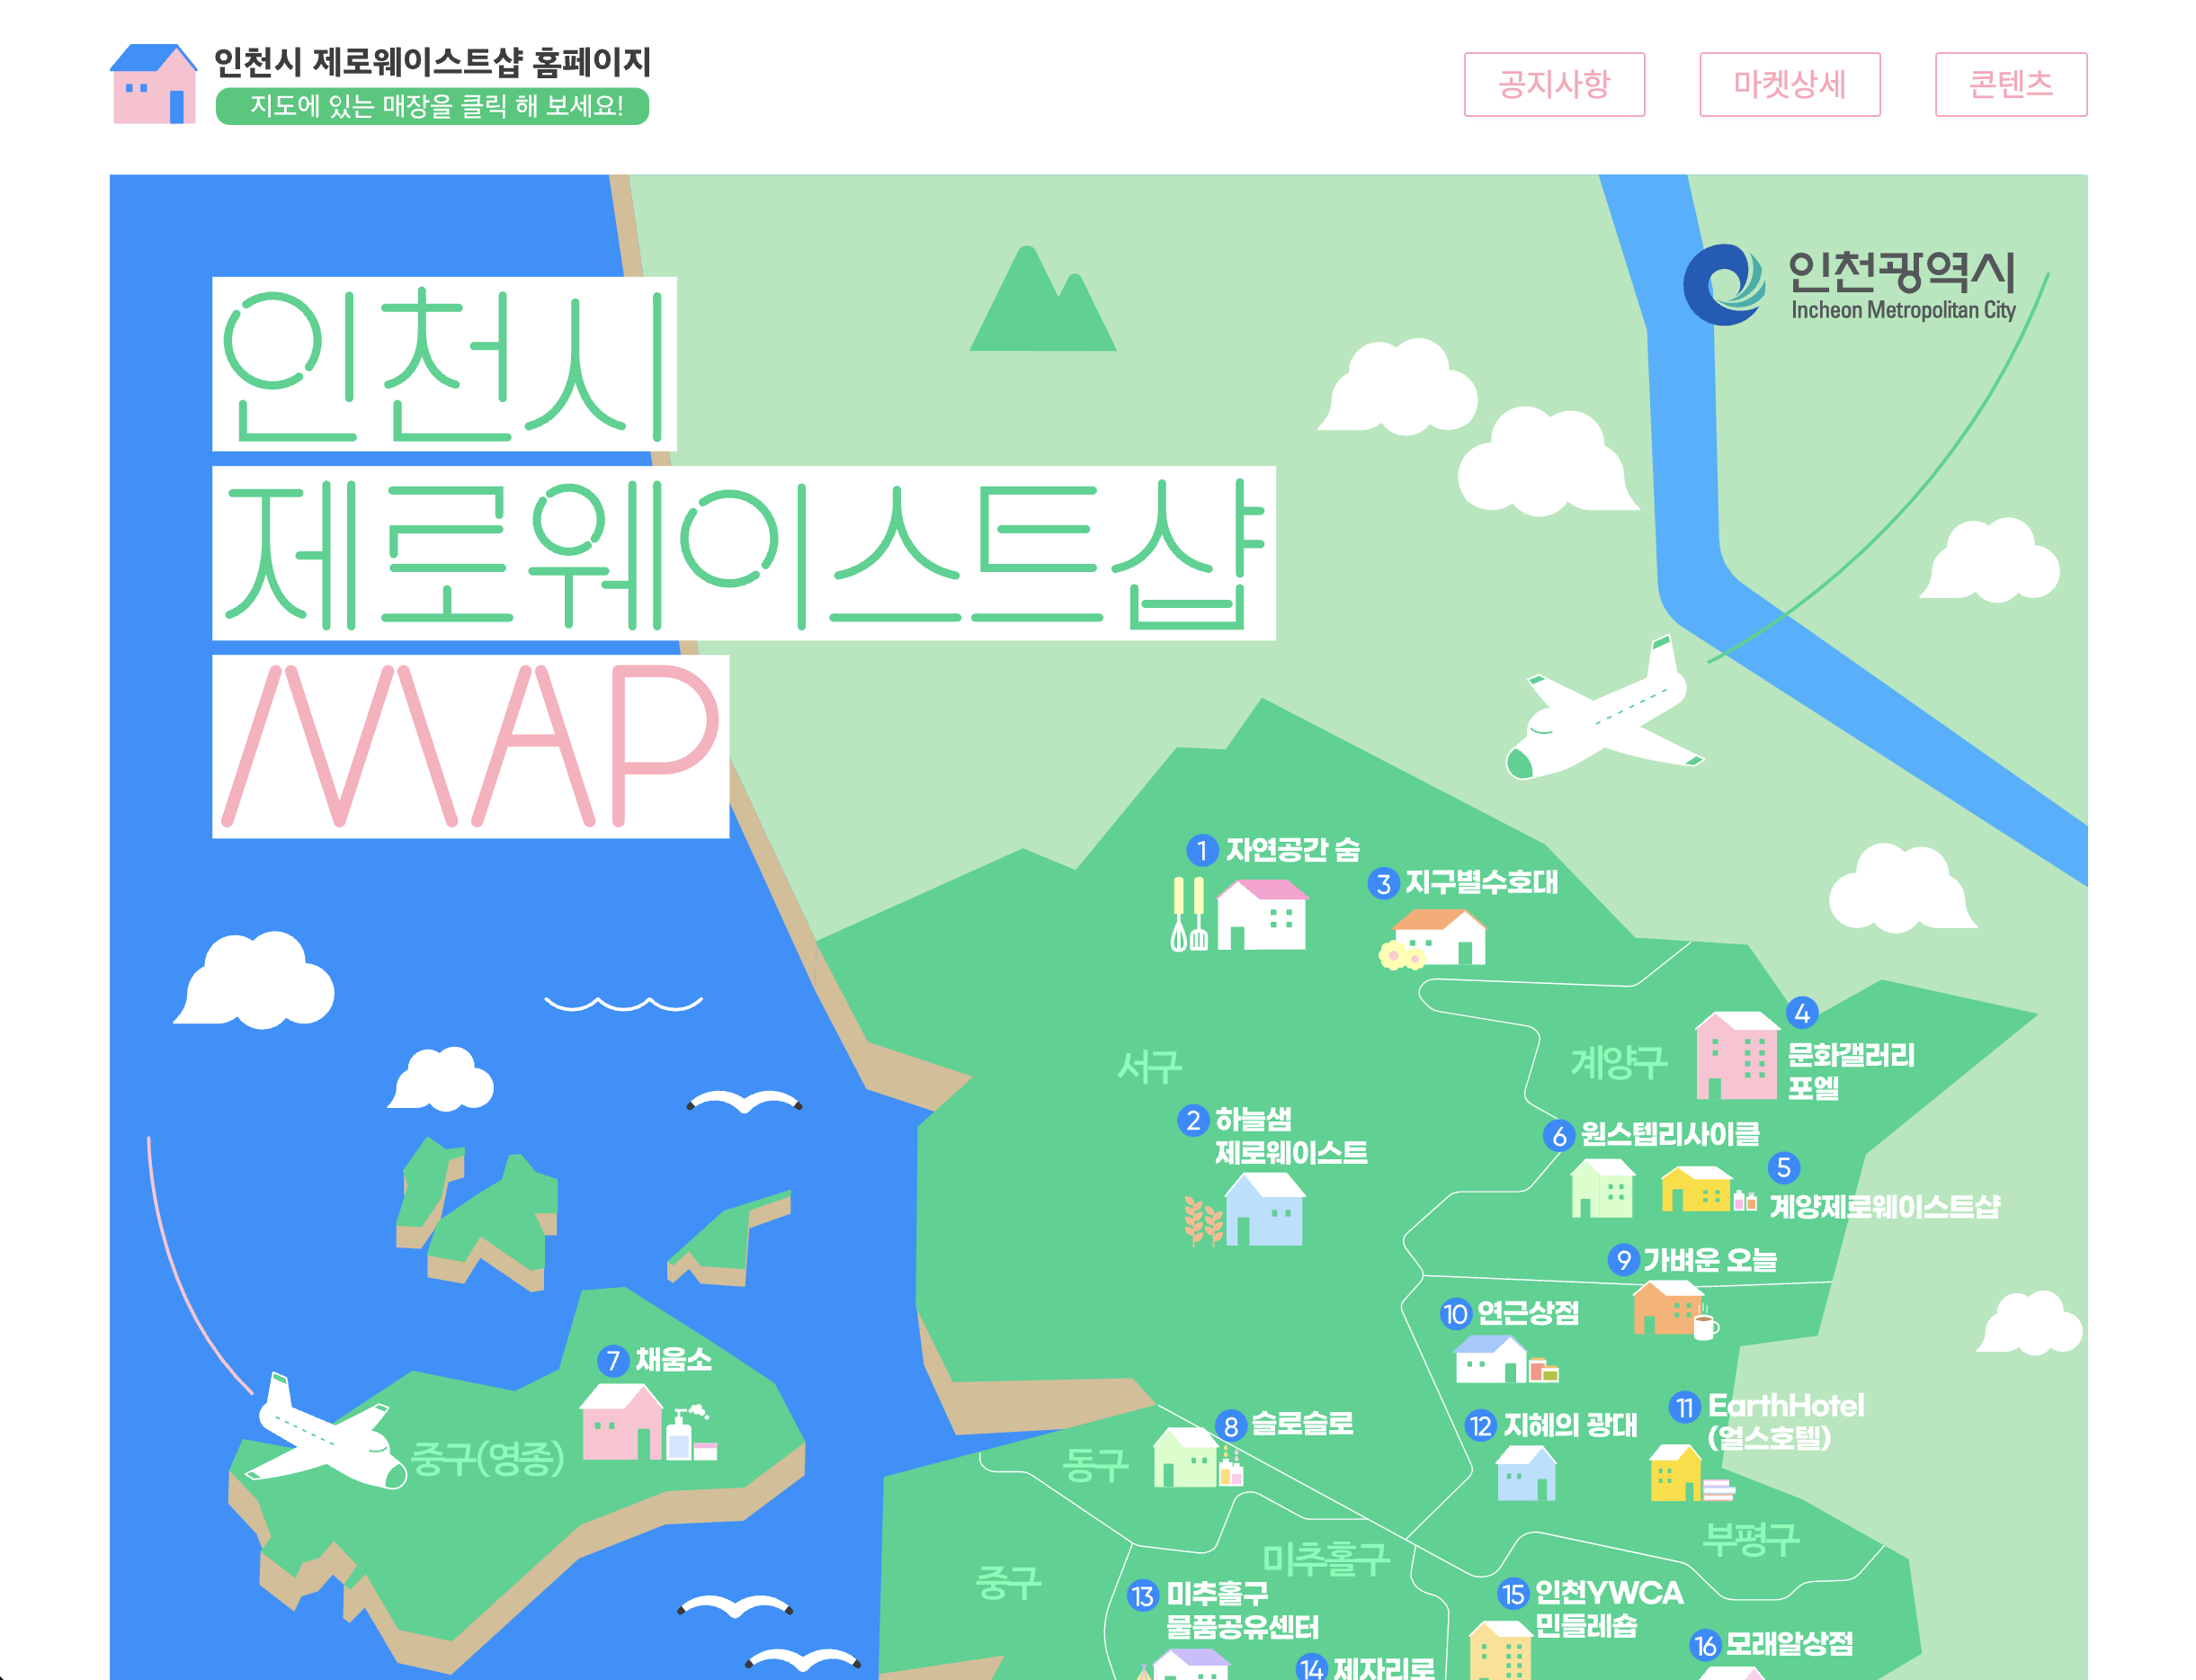 인천시 제로웨이스트샵 홈페이지
지도에 있는 매장을 클릭 해 보세요!
공지사항
마켓상세
콘텐츠
인천광역시
Incheon Metropolitan City
인천시
제로웨이스트샵
MAP
1 자연공간 숨
3 지구별수호대
4
문화갤러리
포엘
서구
계양구
2 하늘샘
제로웨이스트
6 원스텝리사이클
5
계양제로웨이스트샵
9 가벼운 오늘
10 연근상점
7 채움소
11 EarthHotel
(얼스호텔)
8 슬로슬로
12 지혜의 광대
중구(영종)
동구
부평구
미추홀구
중구
13 미추홀구
물품공유센터
15 인천YWCA
민들레숍
16 모래알상점
14 제자리로